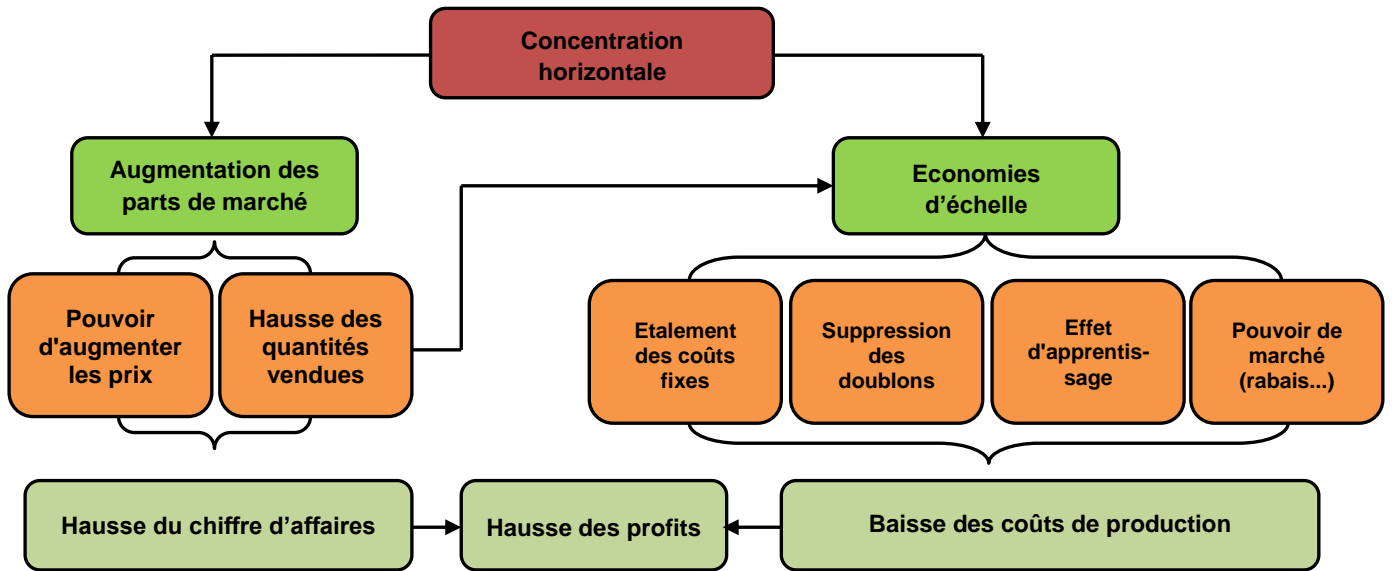 Concentration
horizontale
Augmentation des
parts de marché
Economies
d’échelle
Pouvoir
d'augmenter
les prix
Hausse des
quantités
vendues
Etalement
des coûts
fixes
Suppression
des
doublons
Effet
d'apprentis-
sage
Pouvoir de
marché
(rabais...)
Hausse du chiffre d’affaires
Hausse des profits
Baisse des coûts de production